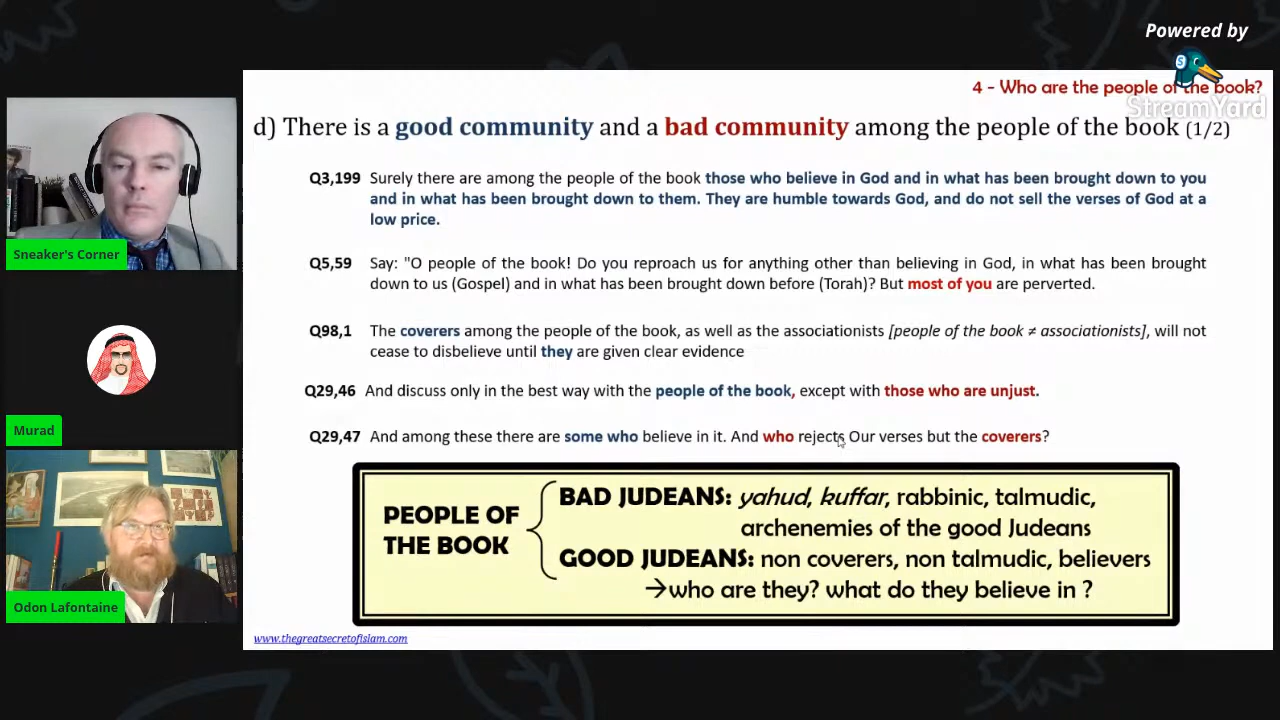 Powered by
StreamYard
4 - Who are the people of the book?
d) There is a good community and a bad community among the people of the book (1/2)
Q3,199 Surely there are among the people of the book those who believe in God and in what has been brought down to you
and in what has been brought down to them. They are humble towards God, and do not sell the verses of God at a
low price.
Q5,59 Say: "O people of the book! Do you reproach us for anything other than believing in God, in what has been brought
down to us (Gospel) and in what has been brought down before (Torah)? But most of you are perverted.
Q98,1 The coverers among the people of the book, as well as the associationists [people of the book ≠ associationists], will not
cease to disbelieve until they are given clear evidence
Q29,46 And discuss only in the best way with the people of the book, except with those who are unjust.
Q29,47 And among these there are some who believe in it. And who rejects Our verses but the coverers?
PEOPLE OF
THE BOOK
BAD JUDEANS: yahud, kuffar, rabbinic, talmudic,
archenemies of the good Judeans
GOOD JUDEANS: non coverers, non talmudic, believers
→who are they? what do they believe in ?
www.thegreatsecretofislam.com
Sneaker's Corner
Murad
Odon Lafontaine